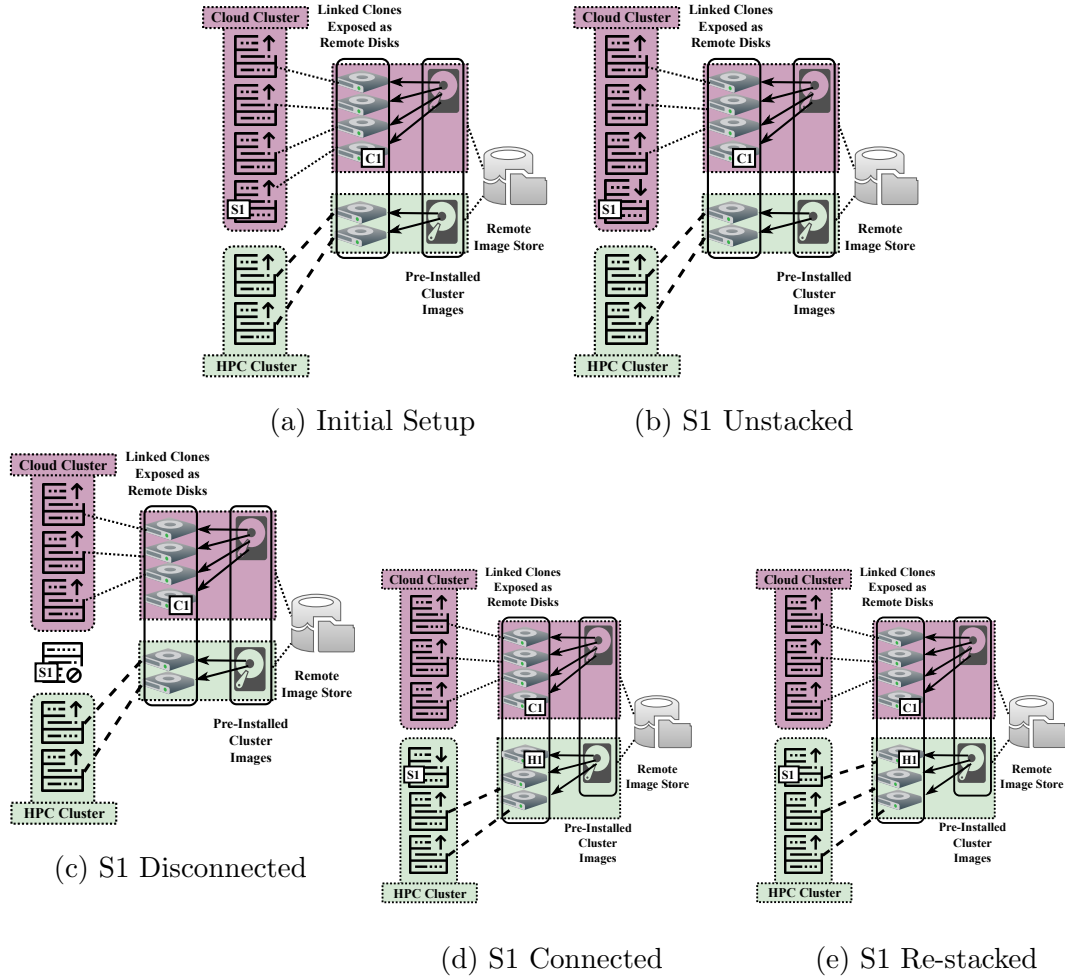 Cloud Cluster
Linked Clones
Exposed as
Remote Disks
C1
S1
Remote
Image Store
Pre-Installed
Cluster
Images
HPC Cluster
(a) Initial Setup
Cloud Cluster
Linked Clones
Exposed as
Remote Disks
C1
S1
Remote
Image Store
Pre-Installed
Cluster
Images
HPC Cluster
(b) S1 Unstacked
Cloud Cluster
Linked Clones
Exposed as
Remote Disks
C1
S1
Remote
Image Store
Pre-Installed
Cluster
Images
HPC Cluster
(c) S1 Disconnected
Cloud Cluster
Linked Clones
Exposed as
Remote Disks
C1
H1
S1
Remote
Image Store
Pre-Installed
Cluster
Images
HPC Cluster
(d) S1 Connected
Cloud Cluster
Linked Clones
Exposed as
Remote Disks
C1
H1
S1
Remote
Image Store
Pre-Installed
Cluster
Images
HPC Cluster
(e) S1 Re-stacked